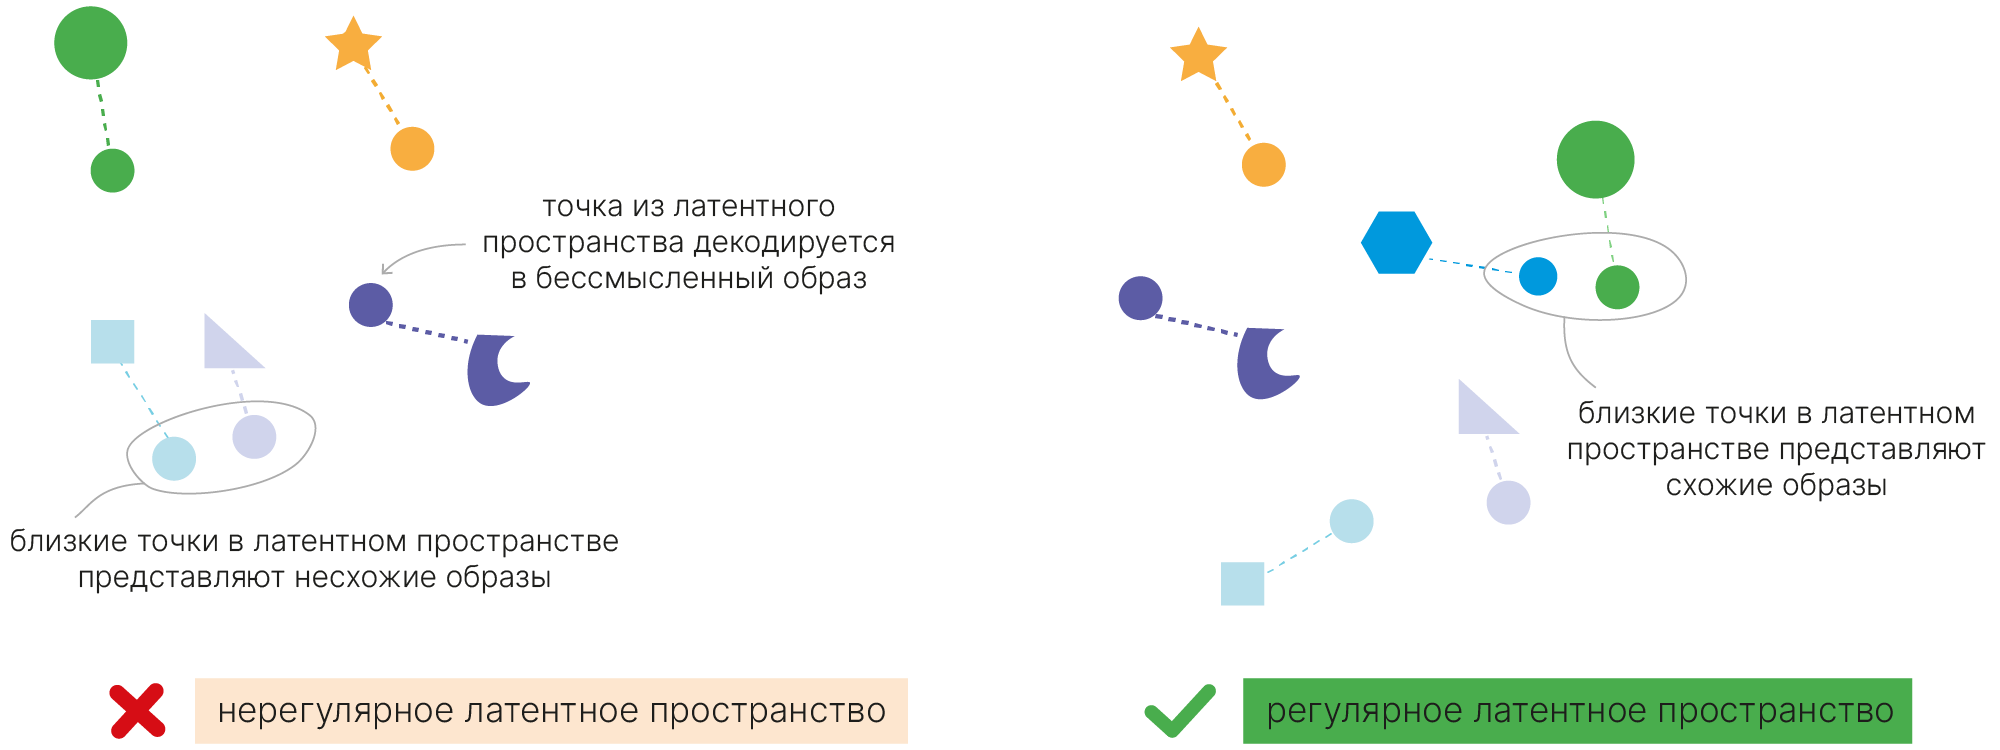 точка из латентного
пространства декодируется
в бессмысленный образ
близкие точки в латентном пространстве
представляют несхожие образы
нерегулярное латентное пространство
близкие точки в латентном
пространстве представляют
схожие образы
регулярное латентное пространство